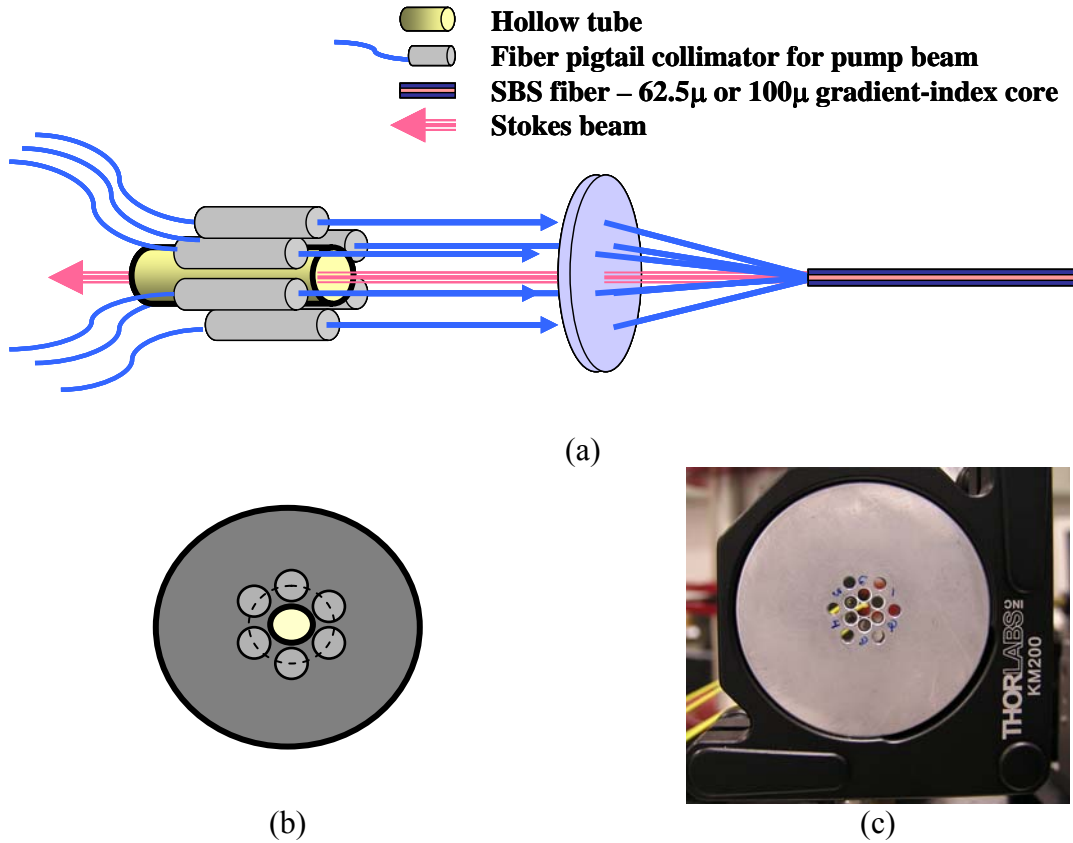 Hollow tube
Fiber pigtail collimator for pump beam
SBS fiber – 62.5μ or 100μ gradient-index core
Stokes beam
(a)
THORLABS INC
KM200
(b)
(c)